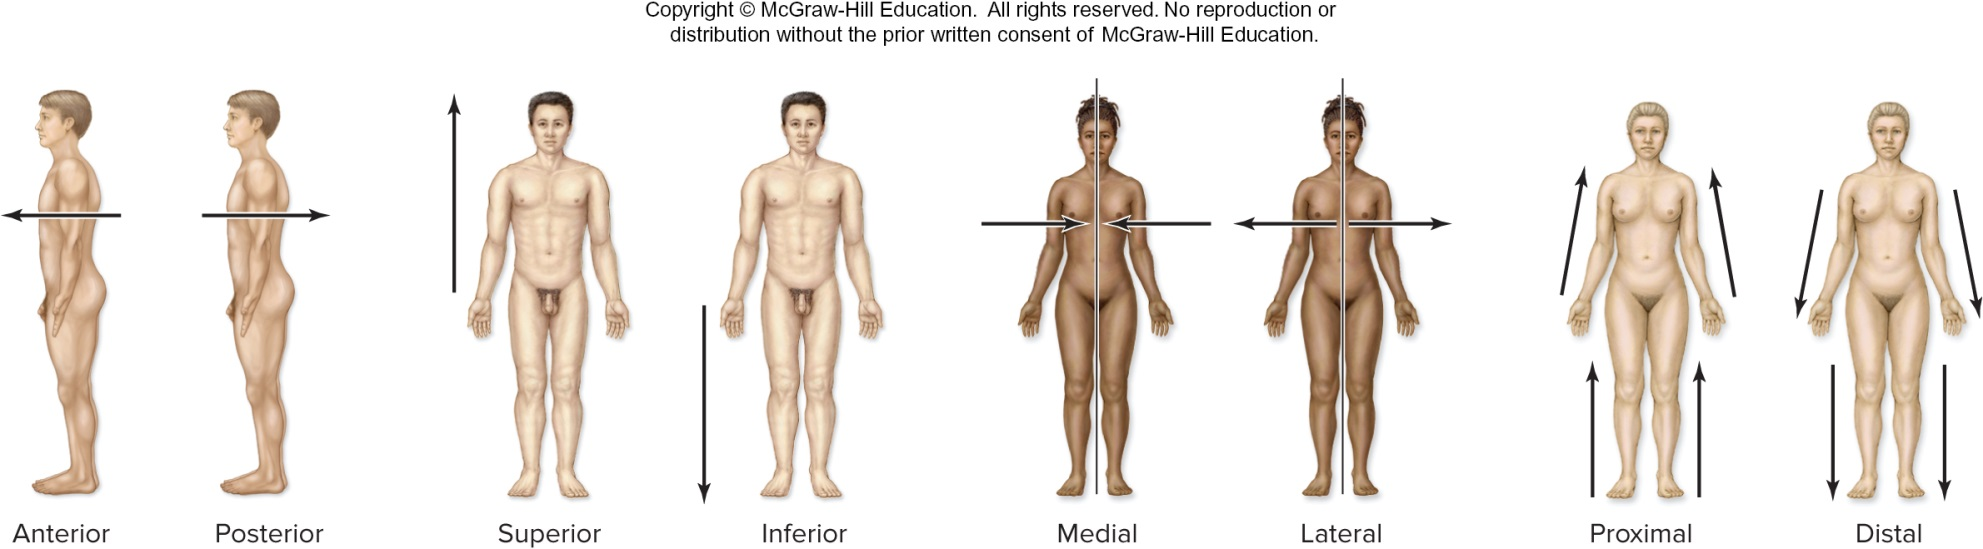 Copyright © McGraw-Hill Education.  All rights reserved. No reproduction or
distribution without the prior written consent of McGraw-Hill Education.
Anterior
Posterior
Superior
Inferior
Medial
Lateral
Proximal
Distal